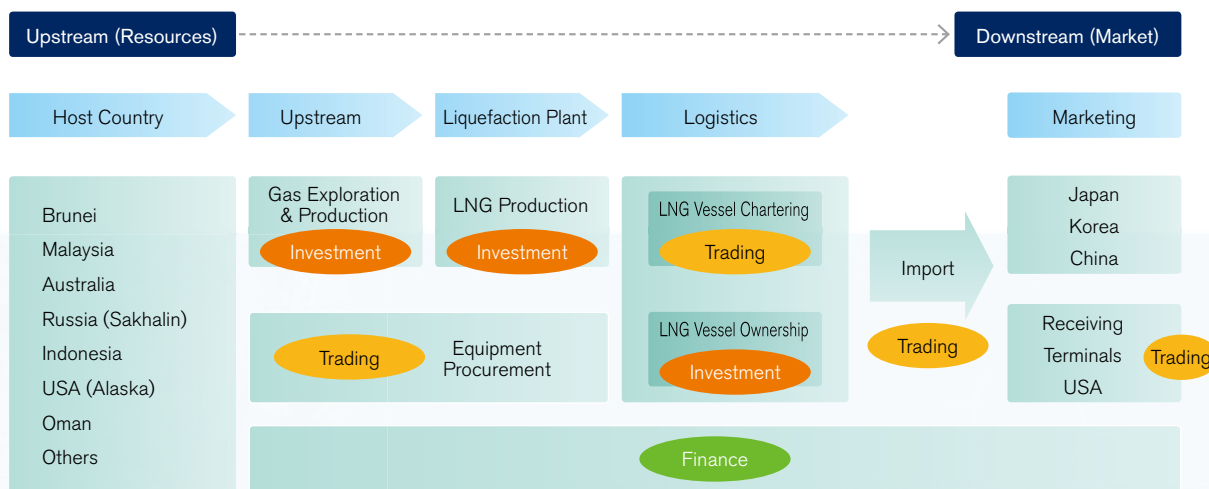 Upstream (Resources)
Downstream (Market)
Host Country
Upstream
Liquefaction Plant
Logistics
Marketing
Brunei
Malaysia
Australia
Russia (Sakhalin)
Indonesia
USA (Alaska)
Oman
Others
Gas Exploration
& Production
Investment
LNG Production
Investment
Trading
Equipment
Procurement
LNG Vessel Chartering
Trading
LNG Vessel Ownership
Investment
Import
Trading
Japan
Korea
China
Receiving
Terminals
USA
Trading
Finance